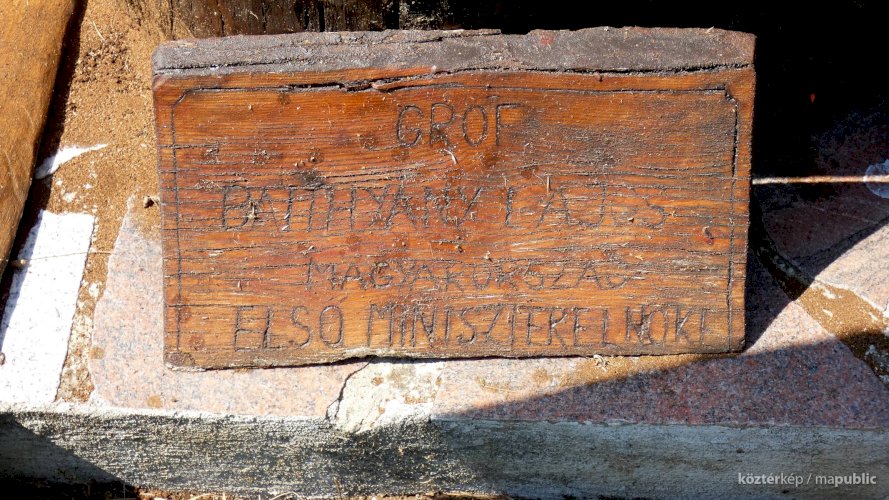 GRÓF
BATTHYÁNY LAJOS
MAGYARORSZÁG
ELSŐ MINISZTERELNÖKE
köztérkép / mapublic